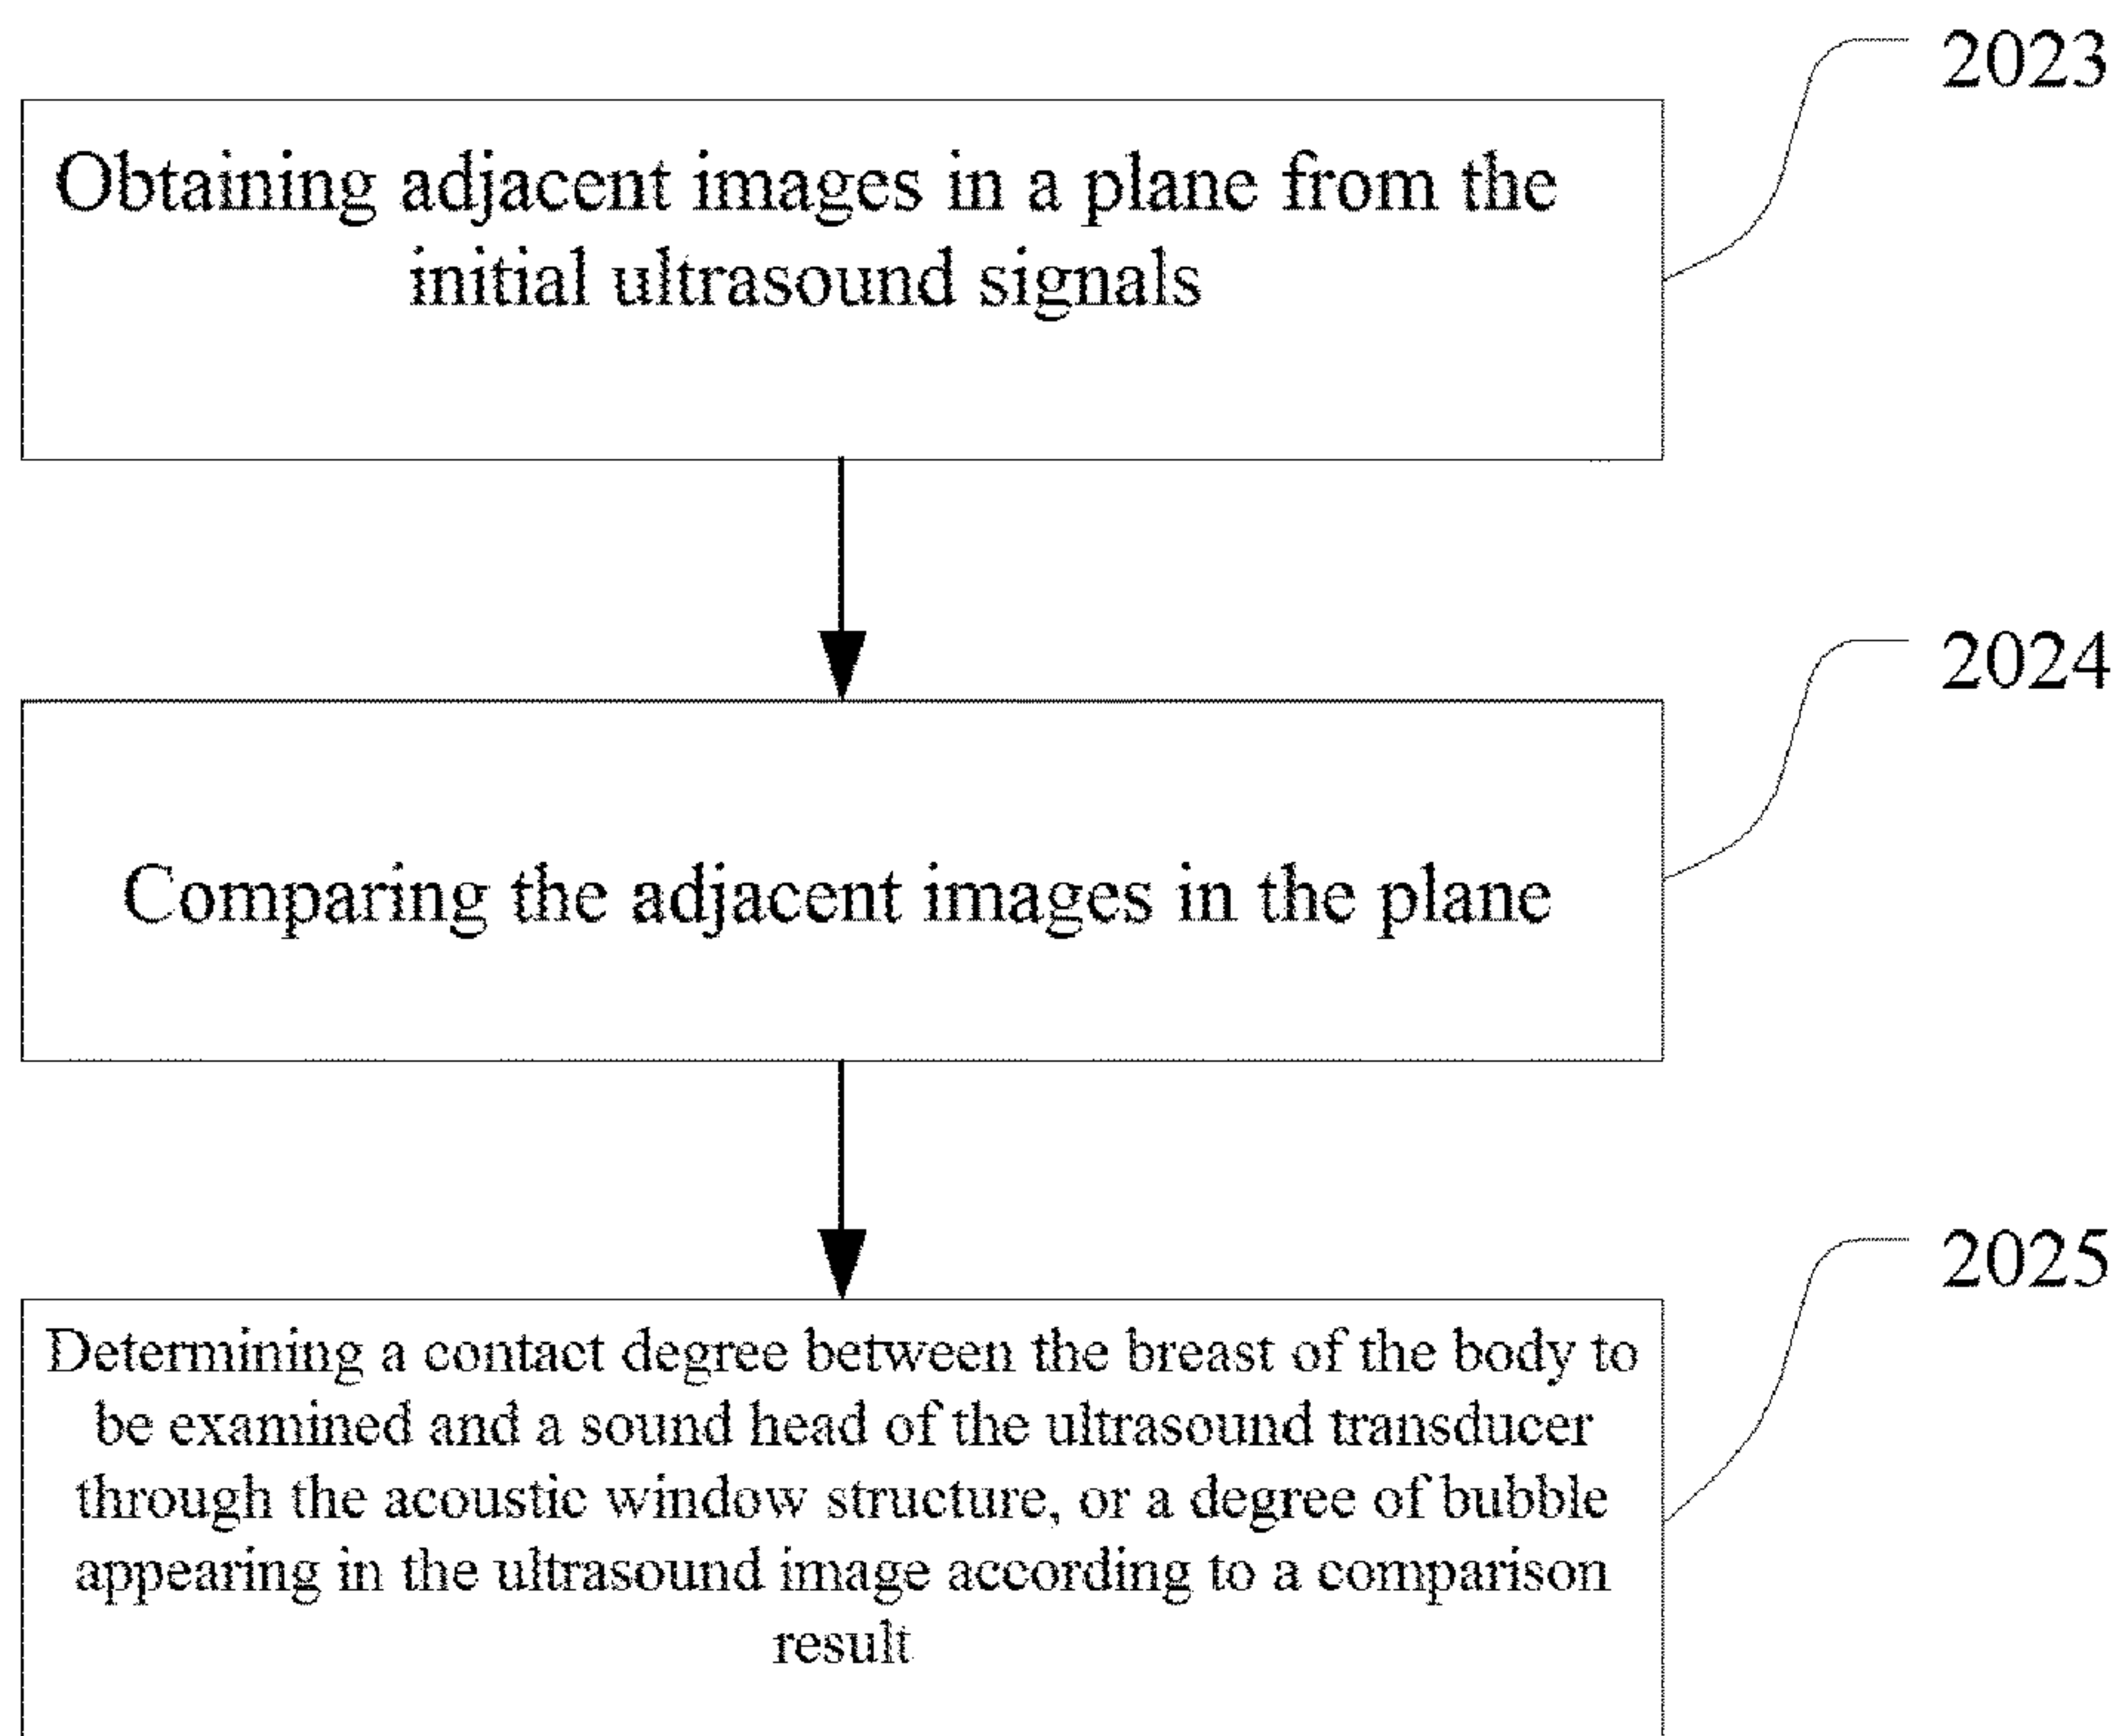 2023
Obtaining adjacent images in a plane from the
initial ultrasound signals
2024
Comparing the adjacent images in the plane
2025
Determining a contact degree between the breast of the body to
be examined and a sound head of the ultrasound transducer
through the acoustic window structure, or a degree of bubble
appearing in the ultrasound image according to a comparison
result